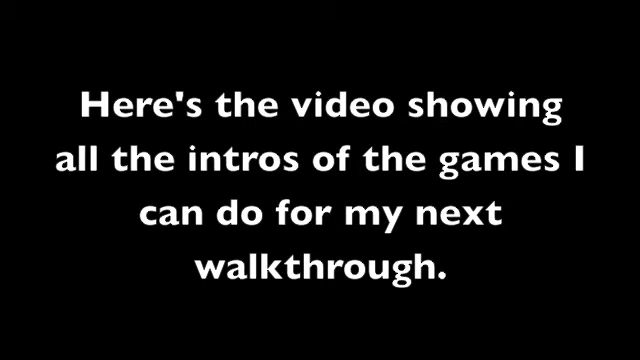 Here's the video showing
all the intros of the games I
can do for my next
walkthrough.